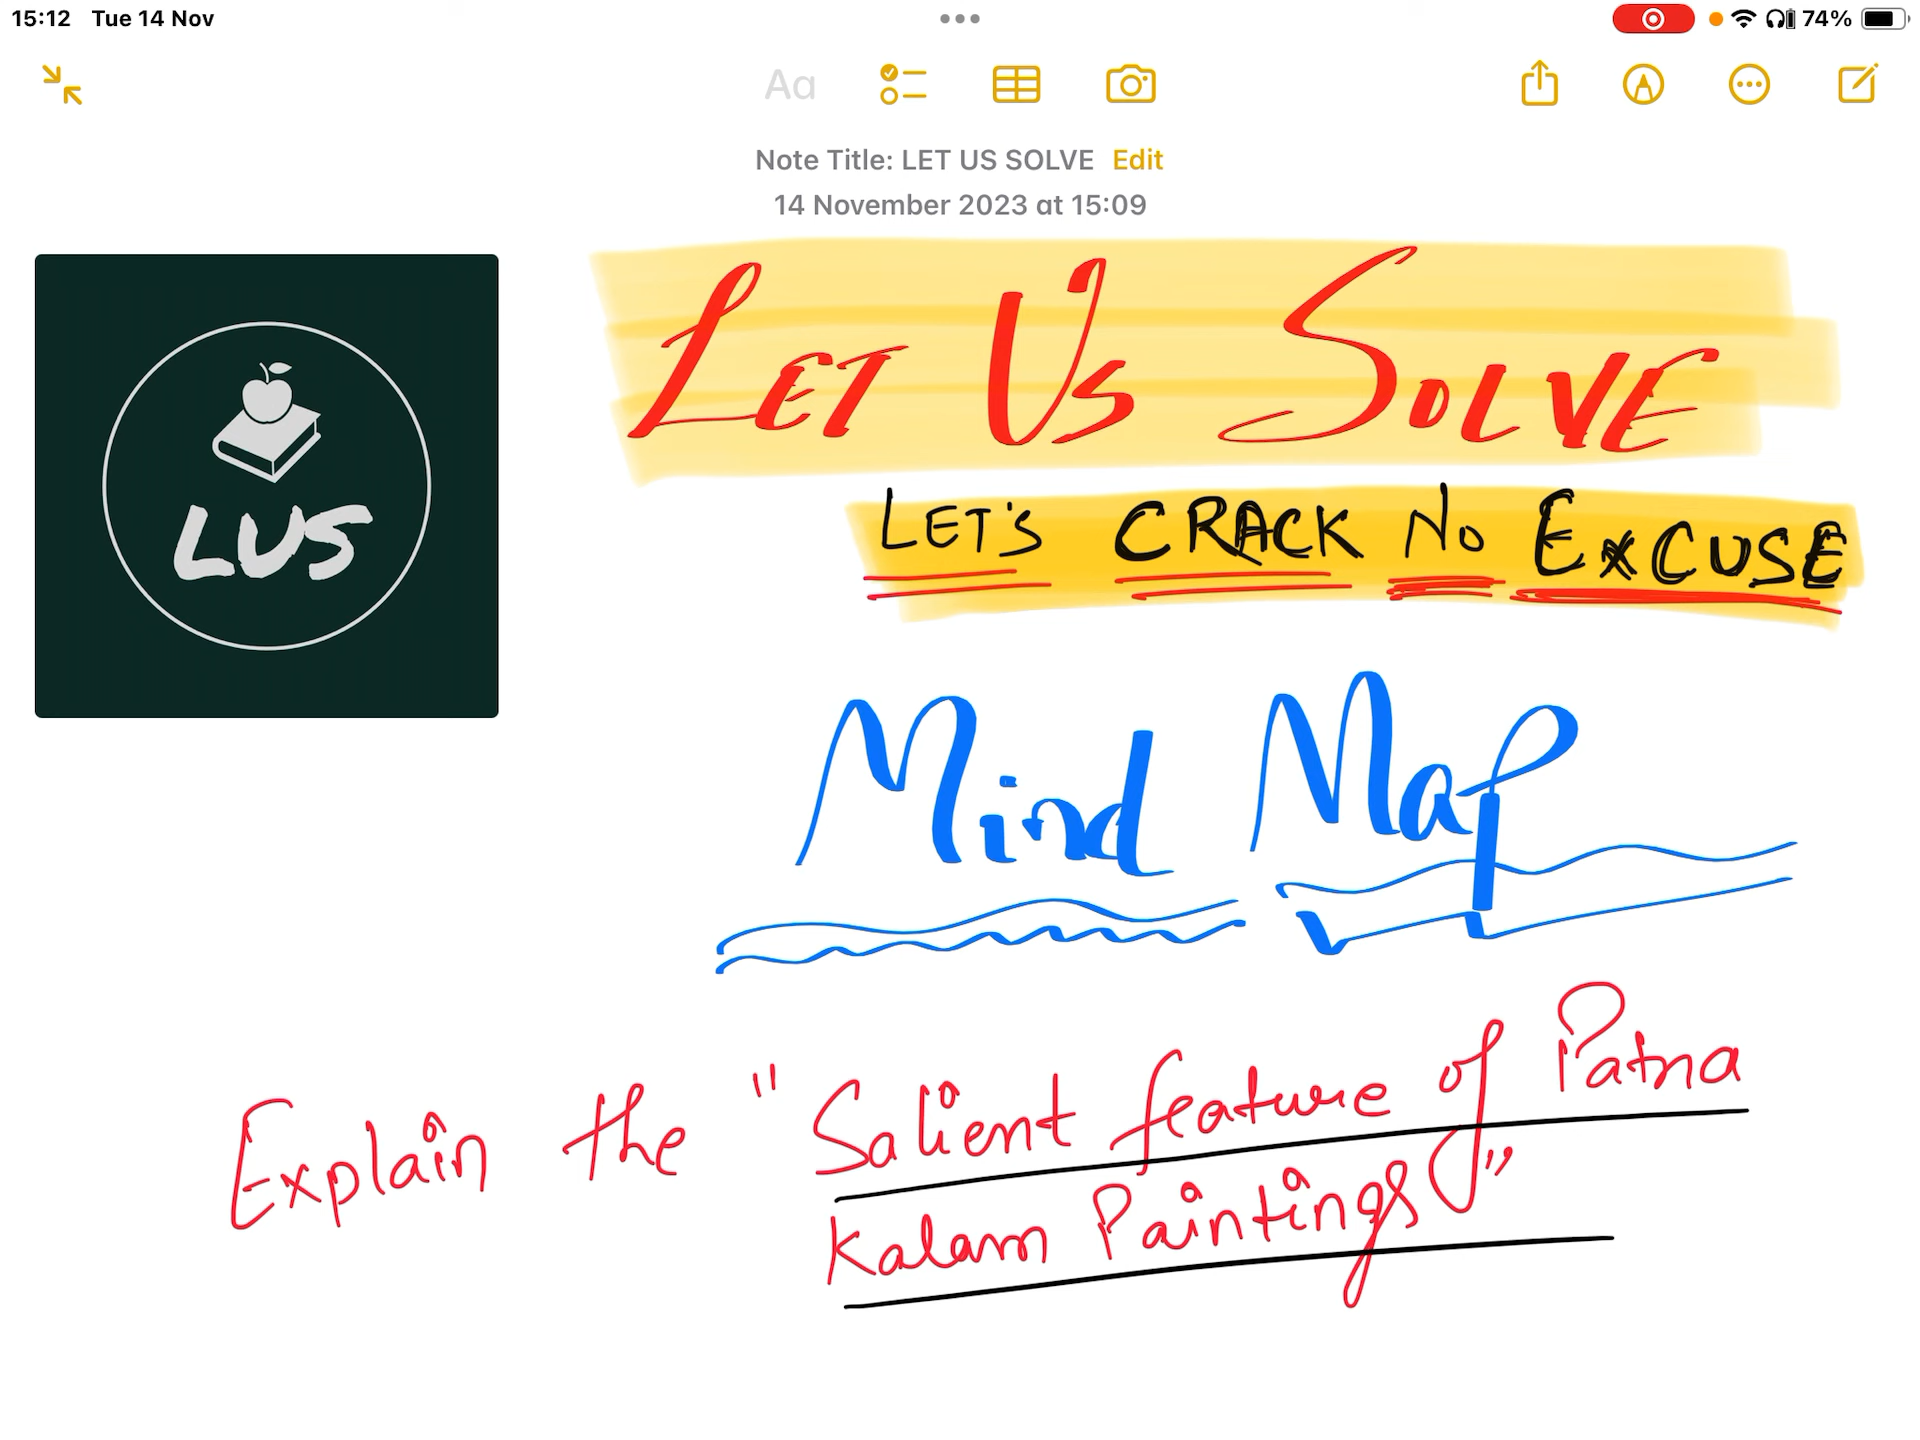 15:12 Tue 14 Nov
74%
Aa
Note Title: LET US SOLVE Edit
14 November 2023 at 15:09
LET US SOLVE
LUS
LET'S CRACK NO EXCUSE
Mind Map
Explain the "Salient feature of Patna
Kalam Paintings"